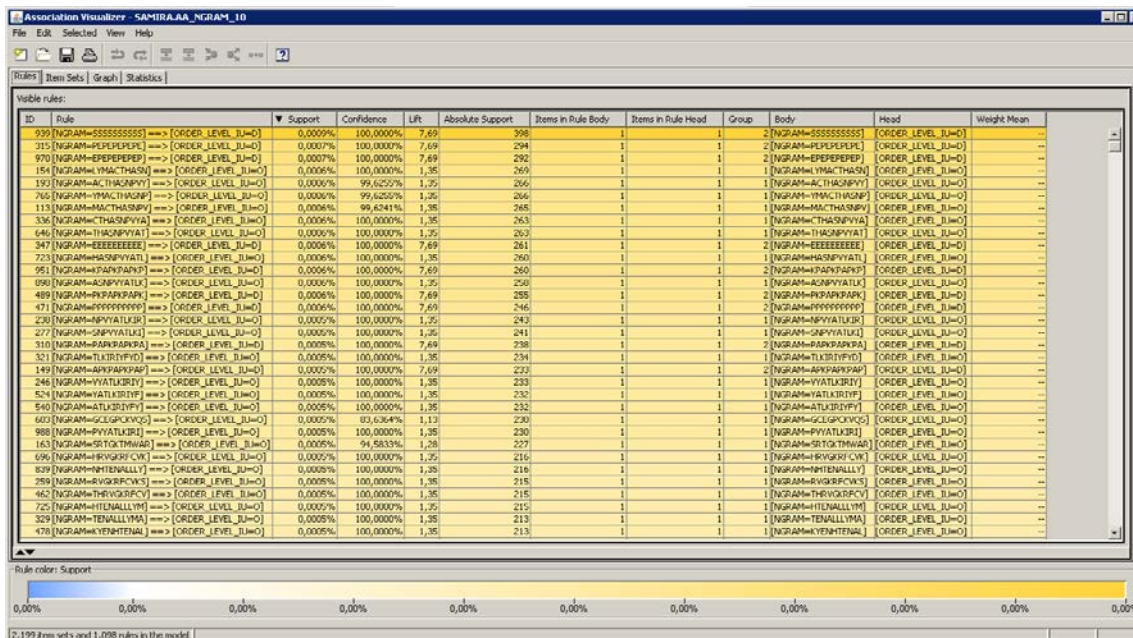 Association Visualizer - SAMIRA.AA_NGRAM_10
File Edit Selected View Help
Rules Item Sets Graph Statistics
Visible rules:
ID Rule ▼ Support Confidence Lift Absolute Support Items in Rule Body Items in Rule Head Group Body Head Weight Mean
939 [NGRAM=SSSSSSSSSS] ==> [ORDER_LEVEL_IU=D] 0,0009% 100,0000% 7,69 398 1 1 2 [NGRAM=SSSSSSSSSS] [ORDER_LEVEL_IU=D] --
315 [NGRAM=PEPEPEPEPE] ==> [ORDER_LEVEL_IU=D] 0,0007% 100,0000% 7,69 294 1 1 2 [NGRAM=PEPEPEPEPE] [ORDER_LEVEL_IU=D] --
970 [NGRAM=EPEPEPEPEP] ==> [ORDER_LEVEL_IU=D] 0,0007% 100,0000% 7,69 292 1 1 2 [NGRAM=EPEPEPEPEP] [ORDER_LEVEL_IU=D] --
154 [NGRAM=LYMACTHASN] ==> [ORDER_LEVEL_IU=O] 0,0006% 100,0000% 1,35 269 1 1 1 [NGRAM=LYMACTHASN] [ORDER_LEVEL_IU=O] --
193 [NGRAM=ACTHASNPVY] ==> [ORDER_LEVEL_IU=O] 0,0006% 99,6255% 1,35 266 1 1 1 [NGRAM=ACTHASNPVY] [ORDER_LEVEL_IU=O] --
765 [NGRAM=YMACTHASNP] ==> [ORDER_LEVEL_IU=O] 0,0006% 99,6255% 1,35 266 1 1 1 [NGRAM=YMACTHASNP] [ORDER_LEVEL_IU=O] --
113 [NGRAM=MACTHASNPV] ==> [ORDER_LEVEL_IU=O] 0,0006% 99,6241% 1,35 265 1 1 1 [NGRAM=MACTHASNPV] [ORDER_LEVEL_IU=O] --
336 [NGRAM=CTHASNPVYA] ==> [ORDER_LEVEL_IU=O] 0,0006% 100,0000% 1,35 263 1 1 1 [NGRAM=CTHASNPVYA] [ORDER_LEVEL_IU=O] --
646 [NGRAM=THASNPVYAT] ==> [ORDER_LEVEL_IU=O] 0,0006% 100,0000% 1,35 263 1 1 1 [NGRAM=THASNPVYAT] [ORDER_LEVEL_IU=O] --
347 [NGRAM=EEEEEEEEEE] ==> [ORDER_LEVEL_IU=D] 0,0006% 100,0000% 7,69 261 1 1 2 [NGRAM=EEEEEEEEEE] [ORDER_LEVEL_IU=D] --
723 [NGRAM=HASNPVYATL] ==> [ORDER_LEVEL_IU=O] 0,0006% 100,0000% 1,35 260 1 1 1 [NGRAM=HASNPVYATL] [ORDER_LEVEL_IU=O] --
951 [NGRAM=KPAPKPAPKP] ==> [ORDER_LEVEL_IU=D] 0,0006% 100,0000% 7,69 260 1 1 2 [NGRAM=KPAPKPAPKP] [ORDER_LEVEL_IU=D] --
898 [NGRAM=ASNPVYATLK] ==> [ORDER_LEVEL_IU=O] 0,0006% 100,0000% 1,35 258 1 1 1 [NGRAM=ASNPVYATLK] [ORDER_LEVEL_IU=O] --
489 [NGRAM=PKPAPKPAPK] ==> [ORDER_LEVEL_IU=D] 0,0006% 100,0000% 7,69 255 1 1 2 [NGRAM=PKPAPKPAPK] [ORDER_LEVEL_IU=D] --
471 [NGRAM=PPPPPPPPPP] ==> [ORDER_LEVEL_IU=D] 0,0006% 100,0000% 7,69 246 1 1 2 [NGRAM=PPPPPPPPPP] [ORDER_LEVEL_IU=D] --
238 [NGRAM=NPVYATLKIR] ==> [ORDER_LEVEL_IU=O] 0,0005% 100,0000% 1,35 243 1 1 1 [NGRAM=NPVYATLKIR] [ORDER_LEVEL_IU=O] --
277 [NGRAM=SNPVYATLKI] ==> [ORDER_LEVEL_IU=O] 0,0005% 100,0000% 1,35 241 1 1 1 [NGRAM=SNPVYATLKI] [ORDER_LEVEL_IU=O] --
310 [NGRAM=PAPKPAPKPA] ==> [ORDER_LEVEL_IU=D] 0,0005% 100,0000% 7,69 238 1 1 2 [NGRAM=PAPKPAPKPA] [ORDER_LEVEL_IU=D] --
321 [NGRAM=TLKIRIYFYD] ==> [ORDER_LEVEL_IU=O] 0,0005% 100,0000% 1,35 234 1 1 1 [NGRAM=TLKIRIYFYD] [ORDER_LEVEL_IU=O] --
149 [NGRAM=APKPAPKPAP] ==> [ORDER_LEVEL_IU=D] 0,0005% 100,0000% 7,69 233 1 1 2 [NGRAM=APKPAPKPAP] [ORDER_LEVEL_IU=D] --
246 [NGRAM=VYATLKIRIY] ==> [ORDER_LEVEL_IU=O] 0,0005% 100,0000% 1,35 233 1 1 1 [NGRAM=VYATLKIRIY] [ORDER_LEVEL_IU=O] --
524 [NGRAM=YATLKIRIYF] ==> [ORDER_LEVEL_IU=O] 0,0005% 100,0000% 1,35 232 1 1 1 [NGRAM=YATLKIRIYF] [ORDER_LEVEL_IU=O] --
540 [NGRAM=ATLKIRIYFY] ==> [ORDER_LEVEL_IU=O] 0,0005% 100,0000% 1,35 232 1 1 1 [NGRAM=ATLKIRIYFY] [ORDER_LEVEL_IU=O] --
603 [NGRAM=GCEGPCKVQS] ==> [ORDER_LEVEL_IU=O] 0,0005% 83,6364% 1,13 230 1 1 1 [NGRAM=GCEGPCKVQS] [ORDER_LEVEL_IU=O] --
988 [NGRAM=PVYATLKIRI] ==> [ORDER_LEVEL_IU=O] 0,0005% 100,0000% 1,35 230 1 1 1 [NGRAM=PVYATLKIRI] [ORDER_LEVEL_IU=O] --
163 [NGRAM=SRTGKTMWAR] ==> [ORDER_LEVEL_IU=O] 0,0005% 94,5833% 1,28 227 1 1 1 [NGRAM=SRTGKTMWAR] [ORDER_LEVEL_IU=O] --
696 [NGRAM=HRVGKRFCVK] ==> [ORDER_LEVEL_IU=O] 0,0005% 100,0000% 1,35 216 1 1 1 [NGRAM=HRVGKRFCVK] [ORDER_LEVEL_IU=O] --
839 [NGRAM=NHTENALLLY] ==> [ORDER_LEVEL_IU=O] 0,0005% 100,0000% 1,35 216 1 1 1 [NGRAM=NHTENALLLY] [ORDER_LEVEL_IU=O] --
259 [NGRAM=RVGKRFCVKS] ==> [ORDER_LEVEL_IU=O] 0,0005% 100,0000% 1,35 215 1 1 1 [NGRAM=RVGKRFCVKS] [ORDER_LEVEL_IU=O] --
462 [NGRAM=THRVGKRFCV] ==> [ORDER_LEVEL_IU=O] 0,0005% 100,0000% 1,35 215 1 1 1 [NGRAM=THRVGKRFCV] [ORDER_LEVEL_IU=O] --
725 [NGRAM=HTENALLLYM] ==> [ORDER_LEVEL_IU=O] 0,0005% 100,0000% 1,35 215 1 1 1 [NGRAM=HTENALLLYM] [ORDER_LEVEL_IU=O] --
329 [NGRAM=TENALLLYMA] ==> [ORDER_LEVEL_IU=O] 0,0005% 100,0000% 1,35 213 1 1 1 [NGRAM=TENALLLYMA] [ORDER_LEVEL_IU=O] --
478 [NGRAM=KYENHTENAL] ==> [ORDER_LEVEL_IU=O] 0,0005% 100,0000% 1,35 213 1 1 1 [NGRAM=KYENHTENAL] [ORDER_LEVEL_IU=O] --
Rule color: Support
0,00% 0,00% 0,00% 0,00% 0,00% 0,00% 0,00% 0,00% 0,00% 0,00% 0,0
2.199 item sets and 1.098 rules in the model